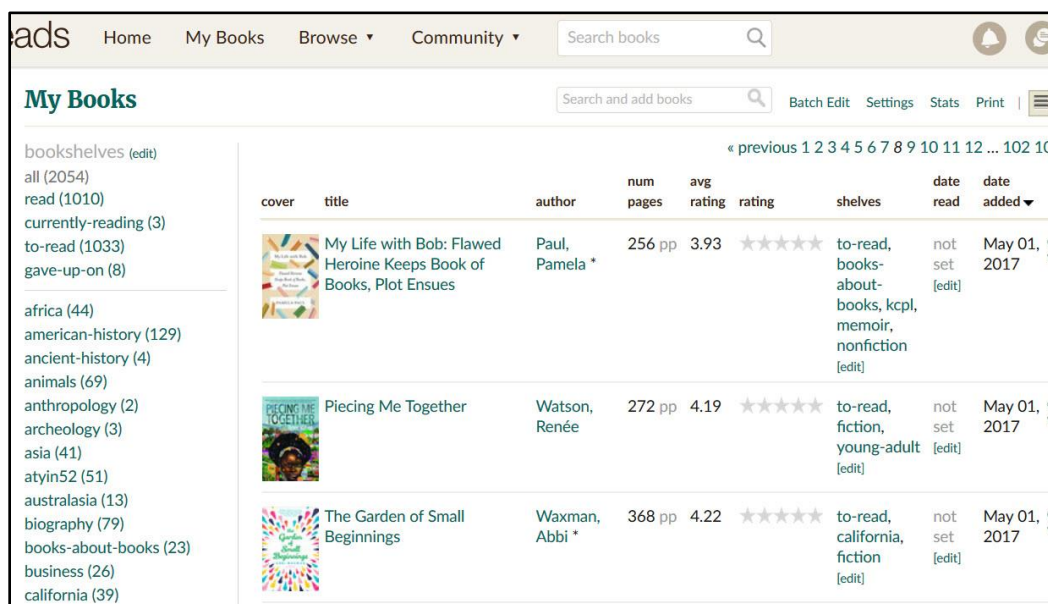 eads Home My Books Browse ▾ Community ▾ Search books
My Books
Search and add books Batch Edit Settings Stats Print |
« previous 1 2 3 4 5 6 7 8 9 10 11 12 ... 102 10
bookshelves (edit)
all (2054)
read (1010)
currently-reading (3)
to-read (1033)
gave-up-on (8)
africa (44)
american-history (129)
ancient-history (4)
animals (69)
anthropology (2)
archeology (3)
asia (41)
atyin52 (51)
australasia (13)
biography (79)
books-about-books (23)
business (26)
california (39)
cover title author num pages avg rating rating shelves date read date added ▾
My Life with Bob: Flawed
Heroine Keeps Book of
Books, Plot Ensues
Paul,
Pamela *
256 pp 3.93
to-read,
books-
about-
books, kcpl,
memoir,
nonfiction
[edit]
not
set
[edit]
May 01,
2017
PIECING ME
TOGETHER
Piecing Me Together
Watson,
Renée
272 pp 4.19
to-read,
fiction,
young-adult
[edit]
not
set
[edit]
May 01,
2017
The Garden of Small
Beginnings
Waxman,
Abbi *
368 pp 4.22
to-read,
california,
fiction
[edit]
not
set
[edit]
May 01,
2017